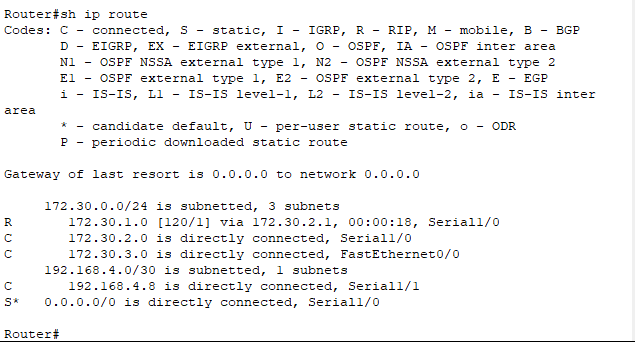 Router#sh ip route
Codes: C - connected, S - static, I - IGRP, R - RIP, M - mobile, B - BGP
       D - EIGRP, EX - EIGRP external, O - OSPF, IA - OSPF inter area
       N1 - OSPF NSSA external type 1, N2 - OSPF NSSA external type 2
       E1 - OSPF external type 1, E2 - OSPF external type 2, E - EGP
       i - IS-IS, L1 - IS-IS level-1, L2 - IS-IS level-2, ia - IS-IS inter
area
       * - candidate default, U - per-user static route, o - ODR
       P - periodic downloaded static route
Gateway of last resort is 0.0.0.0 to network 0.0.0.0
     172.30.0.0/24 is subnetted, 3 subnets
R       172.30.1.0 [120/1] via 172.30.2.1, 00:00:18, Serial1/0
C       172.30.2.0 is directly connected, Serial1/0
C       172.30.3.0 is directly connected, FastEthernet0/0
     192.168.4.0/30 is subnetted, 1 subnets
C       192.168.4.8 is directly connected, Serial1/1
S*   0.0.0.0/0 is directly connected, Serial1/0
Router#